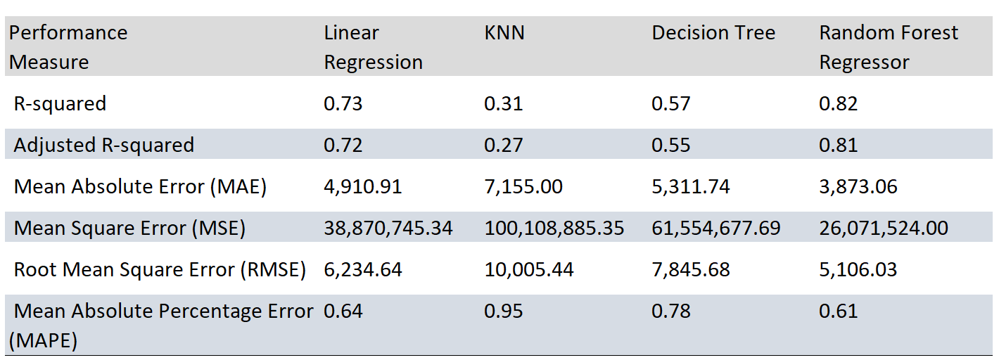 Performance Measure Linear Regression KNN Decision Tree Random Forest Regressor
R-squared 0.73 0.31 0.57 0.82
Adjusted R-squared 0.72 0.27 0.55 0.81
Mean Absolute Error (MAE) 4,910.91 7,155.00 5,311.74 3,873.06
Mean Square Error (MSE) 38,870,745.34 100,108,885.35 61,554,677.69 26,071,524.00
Root Mean Square Error (RMSE) 6,234.64 10,005.44 7,845.68 5,106.03
Mean Absolute Percentage Error (MAPE) 0.64 0.95 0.78 0.61